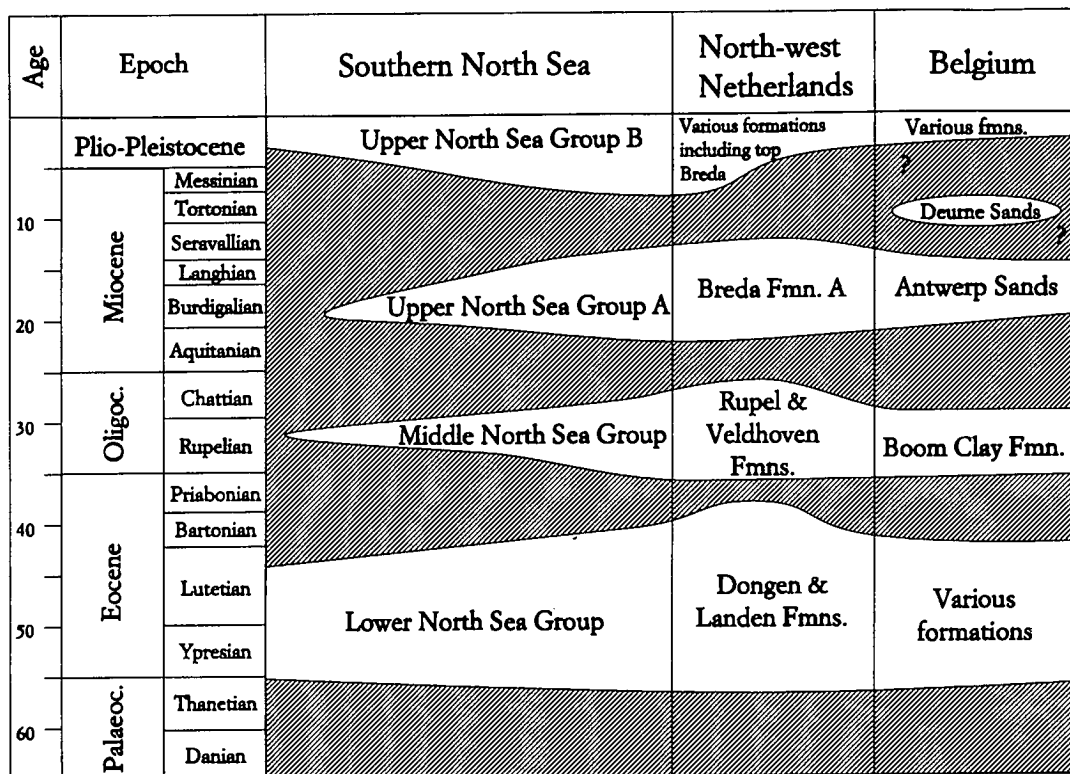 Age
Epoch
Southern North Sea
North-west
Netherlands
Belgium
Plio-Pleistocene
Upper North Sea Group B
Various formations
including top
Breda
Various fmns.
?
Miocene
Messinian
Tortonian
10
Deurne Sands
?
Seravallian
Langhian
Burdigalian
Upper North Sea Group A
Breda Fmn. A
Antwerp Sands
20
Aquitanian
Oligoc.
Chattian
30
Rupelian
Middle North Sea Group
Rupel &
Veldhoven
Fmns.
Boom Clay Fmn.
Eocene
Priabonian
40
Bartonian
Lutetian
Lower North Sea Group
Dongen &
Landen Fmns.
Various
formations
50
Ypresian
Palaeoc.
Thanetian
60
Danian